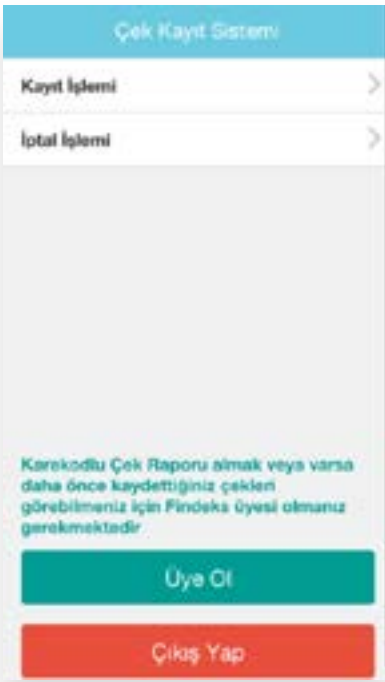 Çek Kayıt Sistemi
Kayıt İşlemi
İptal İşlemi
Karekodlu Çek Raporu almak veya varsa
daha önce kaydettiğiniz çekleri
görebilmeniz için Findeks üyesi olmanız
gerekmektedir
Üye Ol
Çıkış Yap